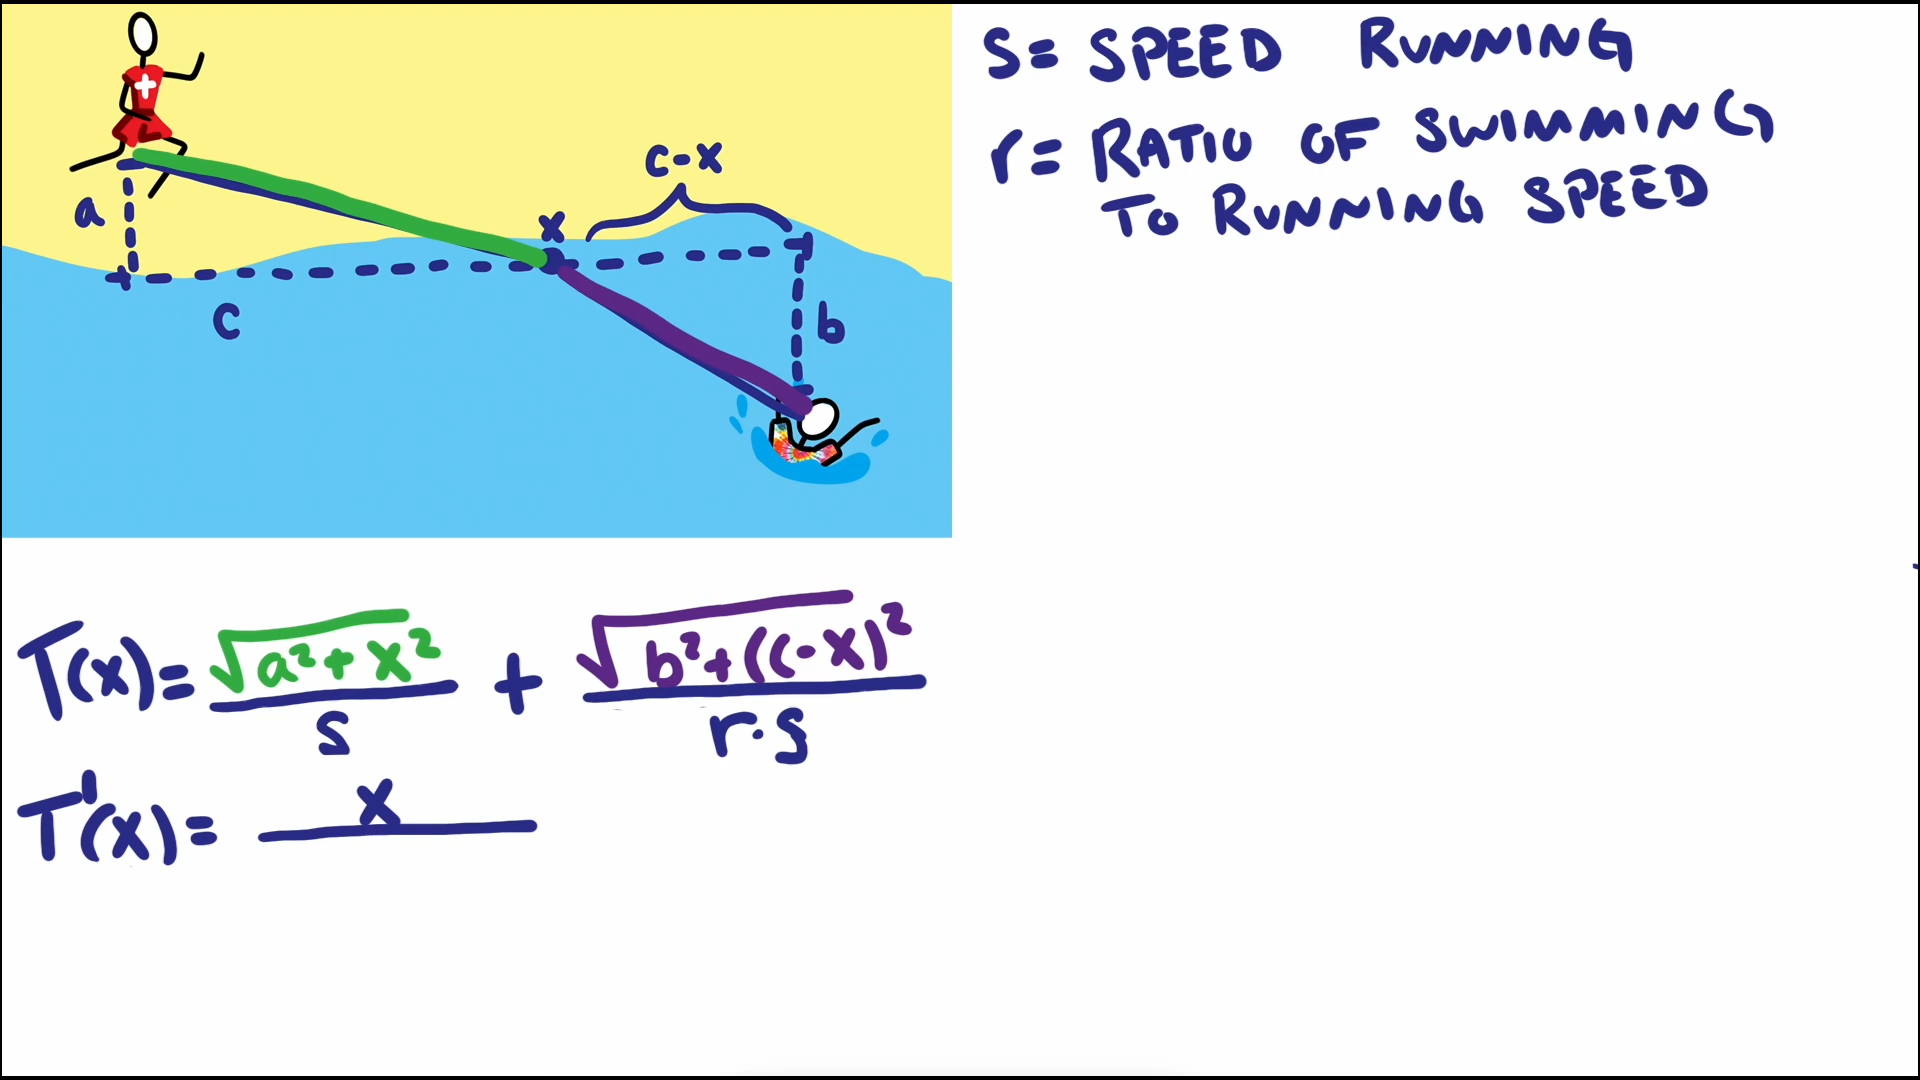 s = SPEED RUNNING
r = RATIO OF SWIMMING
TO RUNNING SPEED
c-x
x
a
c
b
T(x) = √(a²+x²) / s + √(b²+(c-x)²) / r·s
T'(x) = x